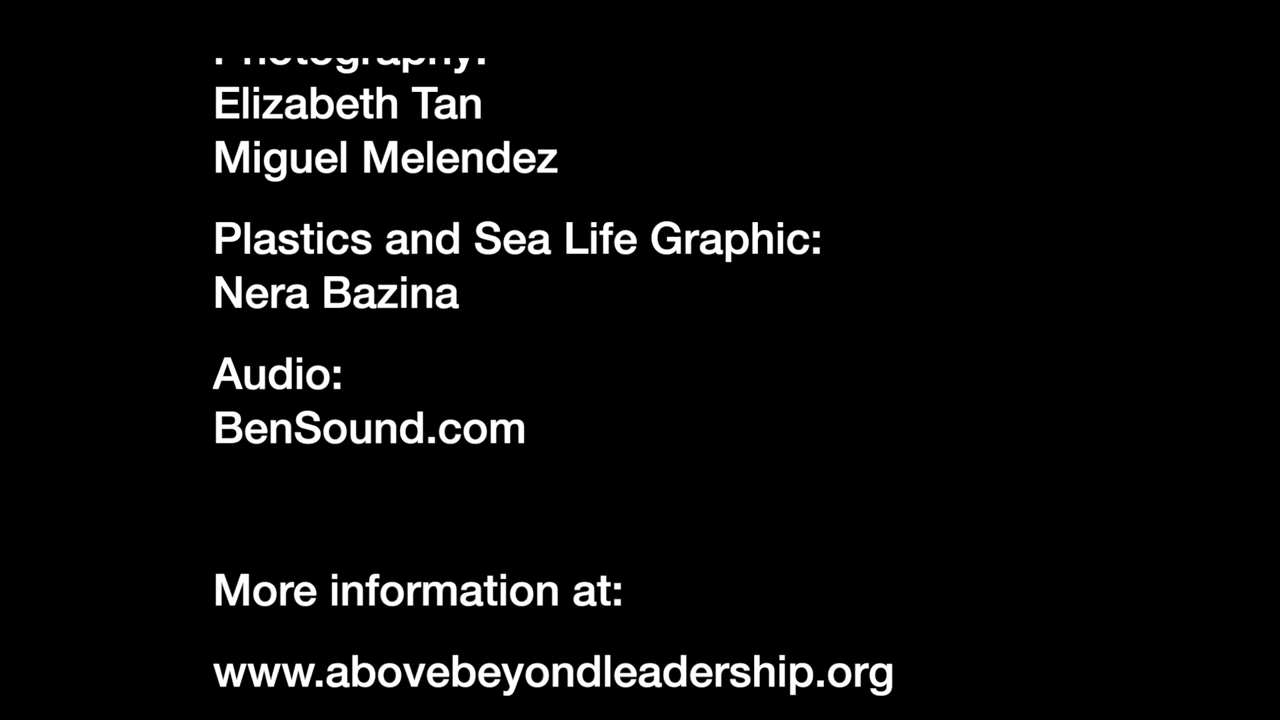 Photography:
Elizabeth Tan
Miguel Melendez
Plastics and Sea Life Graphic:
Nera Bazina
Audio:
BenSound.com
More information at:
www.abovebeyondleadership.org